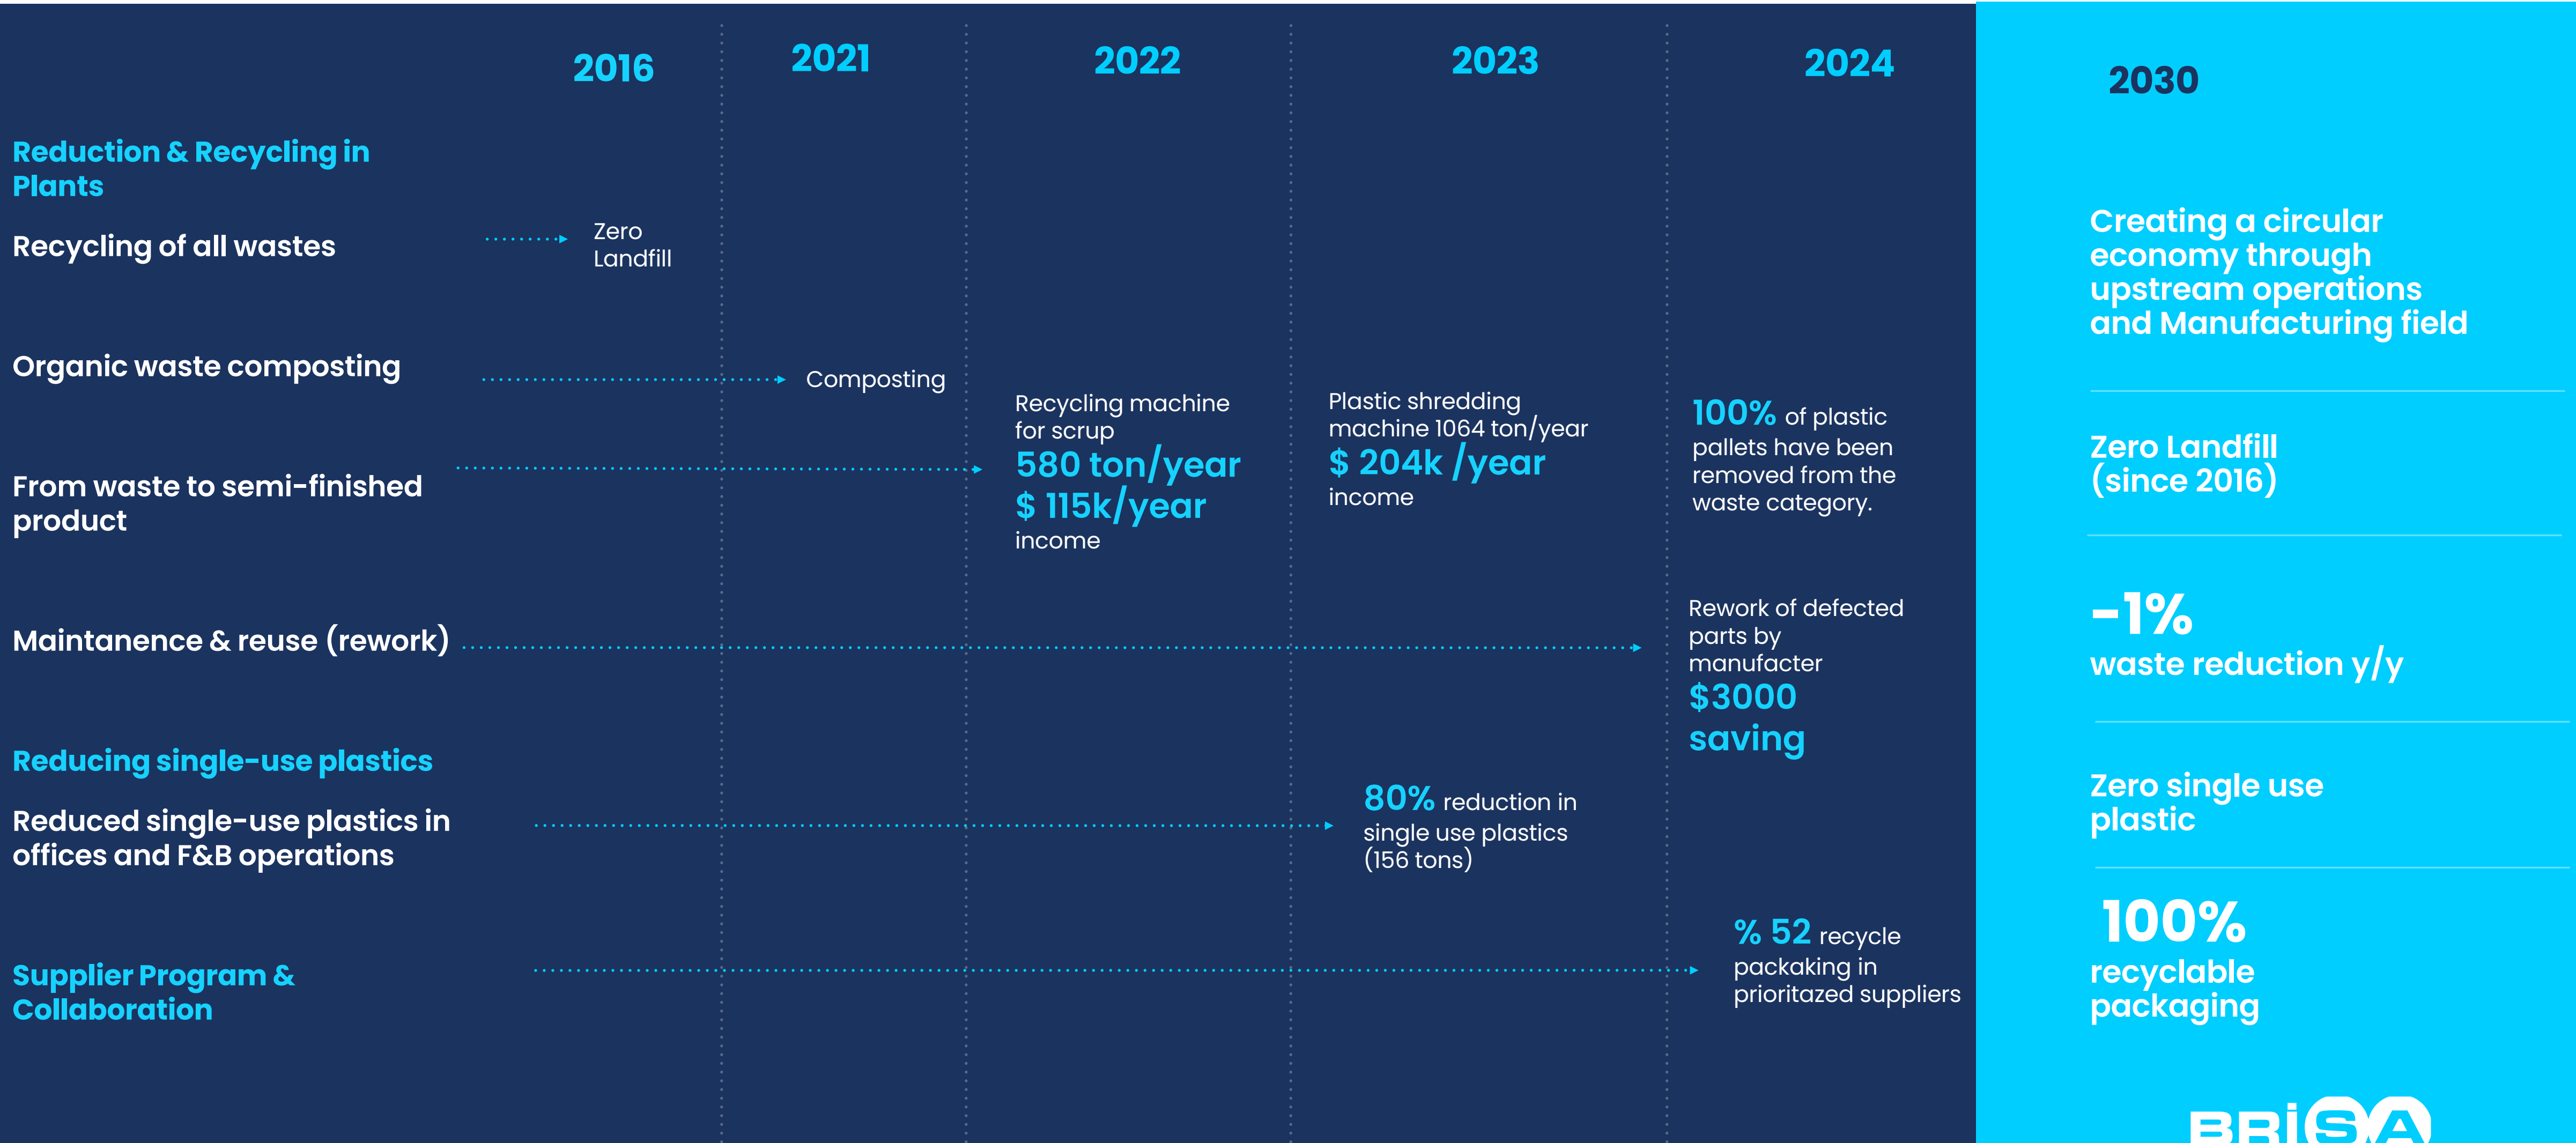 2016
2021
2022
2023
2024
2030
Reduction & Recycling in
Plants
Recycling of all wastes
Zero
Landfill
Organic waste composting
Composting
From waste to semi-finished
product
Recycling machine
for scrup
580 ton/year
$ 115k/year
income
Plastic shredding
machine 1064 ton/year
$ 204k /year
income
100% of plastic
pallets have been
removed from the
waste category.
Maintanence & reuse (rework)
Rework of defected
parts by
manufacter
$3000
saving
Reducing single-use plastics
Reduced single-use plastics in
offices and F&B operations
80% reduction in
single use plastics
(156 tons)
Supplier Program &
Collaboration
% 52 recycle
packaking in
prioritazed suppliers
Creating a circular
economy through
upstream operations
and Manufacturing field
Zero Landfill
(since 2016)
-1%
waste reduction y/y
Zero single use
plastic
100%
recyclable
packaging
BRiSA